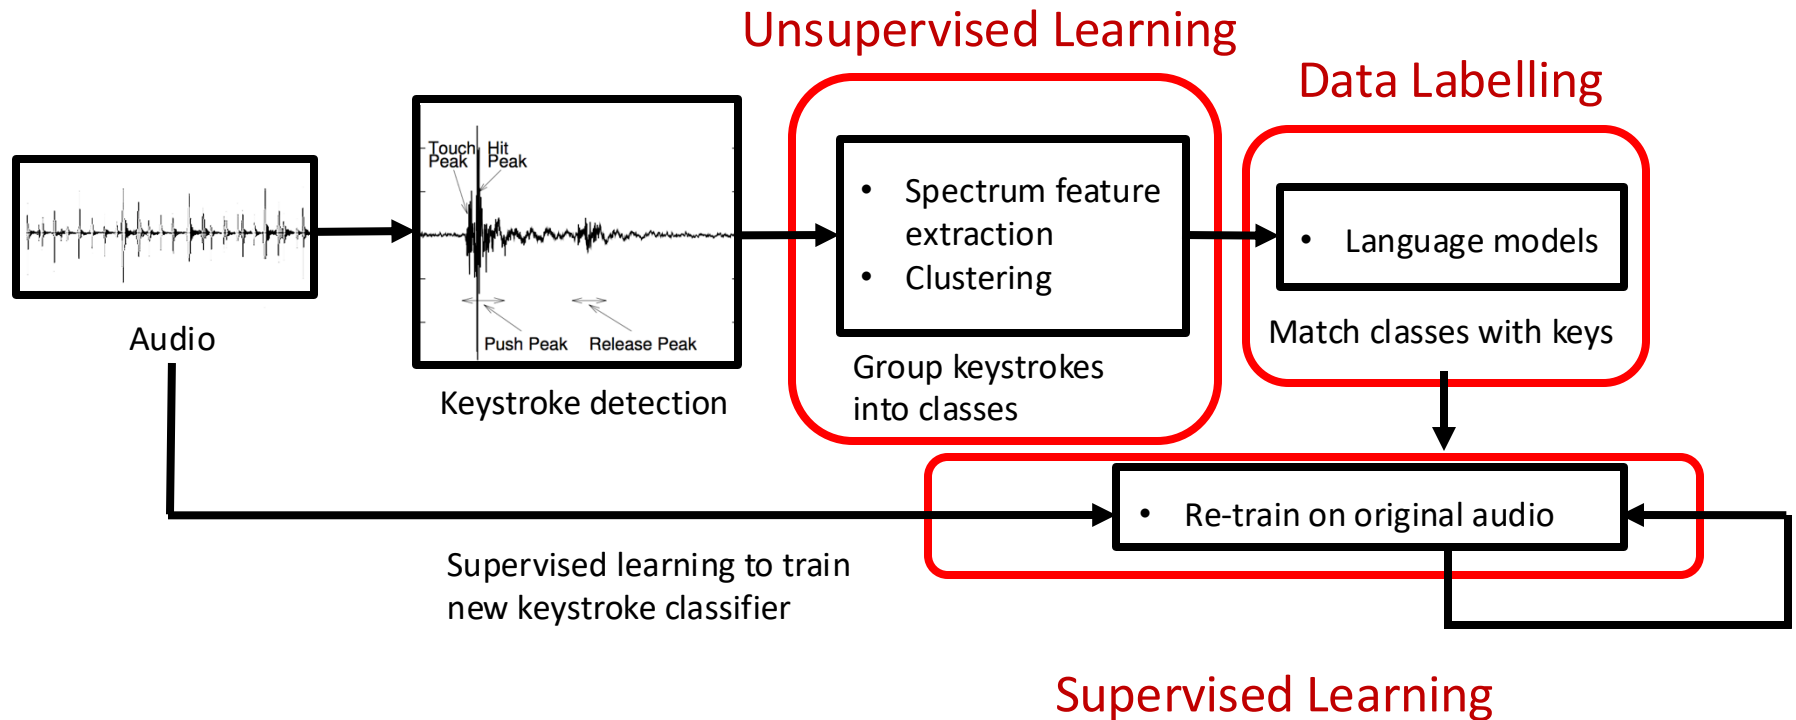 Unsupervised Learning
Data Labelling
Touch Hit
Peak Peak
Push Peak Release Peak
Audio
Keystroke detection
• Spectrum feature
extraction
• Clustering
Group keystrokes
into classes
• Language models
Match classes with keys
• Re-train on original audio
Supervised learning to train
new keystroke classifier
Supervised Learning